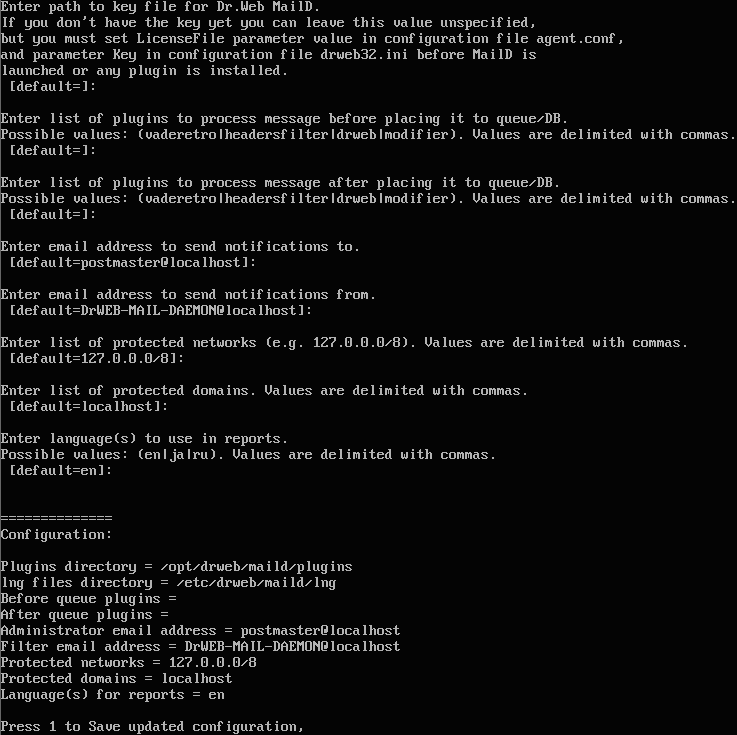 Enter path to key file for Dr.Web MailD.
If you don't have the key yet you can leave this value unspecified,
but you must set LicenseFile parameter value in configuration file agent.conf,
and parameter Key in configuration file drweb32.ini before MailD is
launched or any plugin is installed.
[default=]:
Enter list of plugins to process message before placing it to queue/DB.
Possible values: (vaderetro|headersfilter|drweb|modifier). Values are delimited with commas.
[default=]:
Enter list of plugins to process message after placing it to queue/DB.
Possible values: (vaderetro|headersfilter|drweb|modifier). Values are delimited with commas.
[default=]:
Enter email address to send notifications to.
[default=postmaster@localhost]:
Enter email address to send notifications from.
[default=DrWEB-MAIL-DAEMON@localhost]:
Enter list of protected networks (e.g. 127.0.0.0/8). Values are delimited with commas.
[default=127.0.0.0/8]:
Enter list of protected domains. Values are delimited with commas.
[default=localhost]:
Enter language(s) to use in reports.
Possible values: (en|ja|ru). Values are delimited with commas.
[default=en]:
==============
Configuration:
Plugins directory = /opt/drweb/maild/plugins
lng files directory = /etc/drweb/maild/lng
Before queue plugins =
After queue plugins =
Administrator email address = postmaster@localhost
Filter email address = DrWEB-MAIL-DAEMON@localhost
Protected networks = 127.0.0.0/8
Protected domains = localhost
Language(s) for reports = en
Press 1 to Save updated configuration,